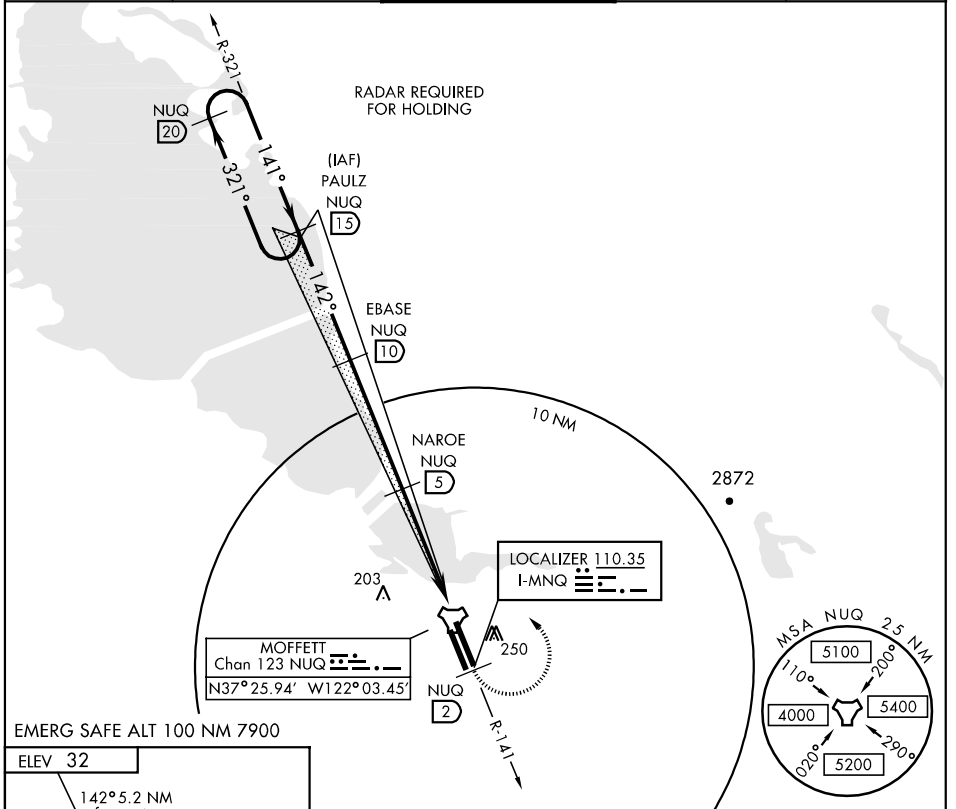 R-321
RADAR REQUIRED
FOR HOLDING
NUQ
20
141°
321°
(IAF)
PAULZ
NUQ
15
142°
EBASE
NUQ
10
10 NM
NAROE
NUQ
5
2872
LOCALIZER 110.35
I-MNQ
203
250
MOFFETT
Chan 123 NUQ
N37°25.94' W122°03.45'
NUQ
2
R-141
MSA NUQ 25 NM
5100
110°
200°
4000
5400
020°
290°
5200
EMERG SAFE ALT 100 NM 7900
ELEV 32
142° 5.2 NM